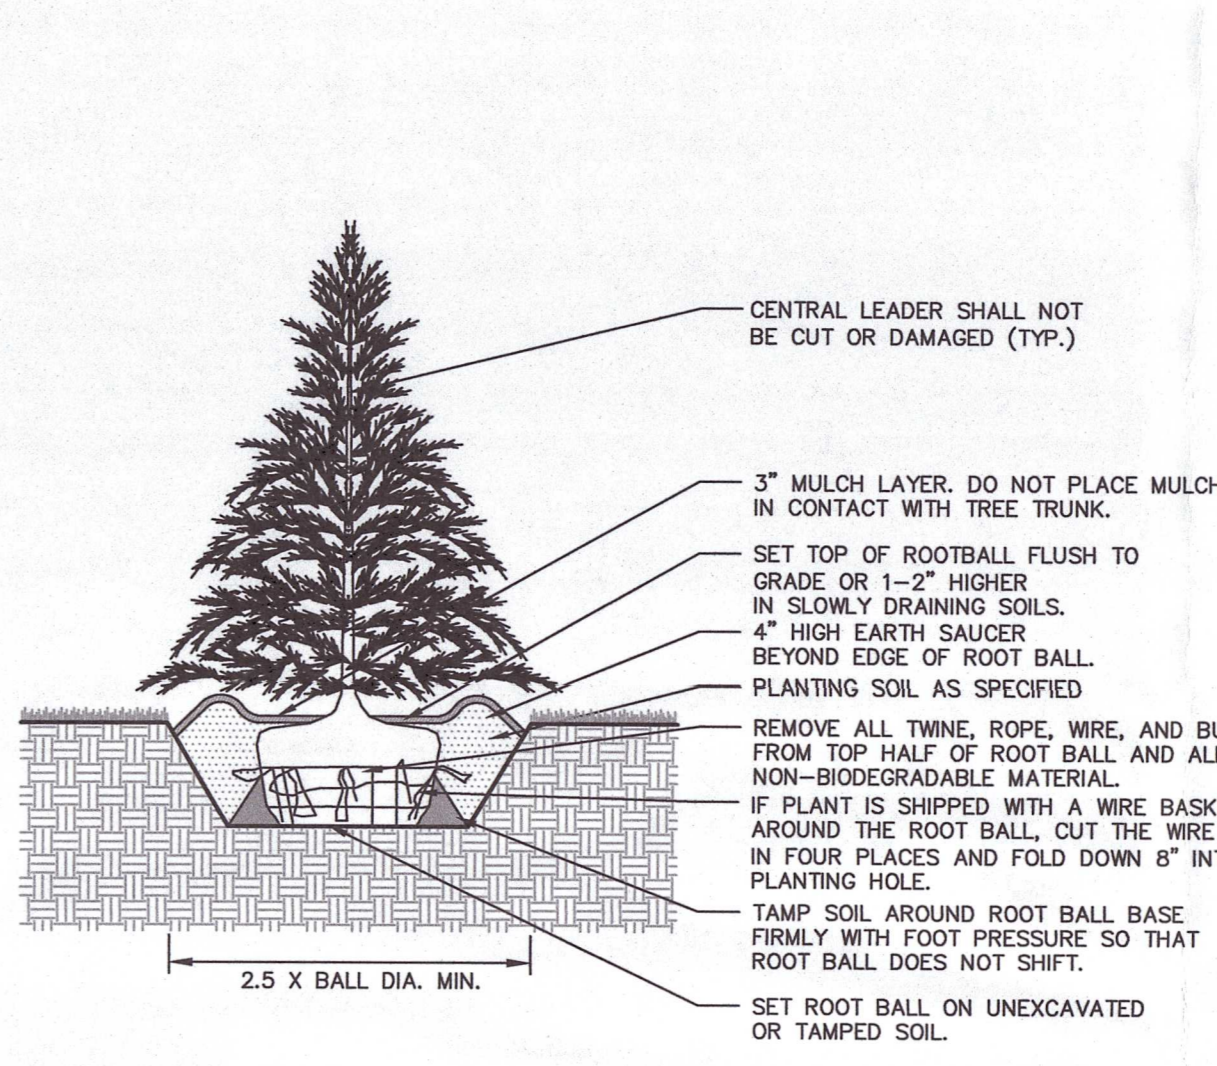 CENTRAL LEADER SHALL NOT
BE CUT OR DAMAGED (TYP.)
3" MULCH LAYER. DO NOT PLACE MULCH
IN CONTACT WITH TREE TRUNK.
SET TOP OF ROOTBALL FLUSH TO
GRADE OR 1-2" HIGHER
IN SLOWLY DRAINING SOILS.
4" HIGH EARTH SAUCER
BEYOND EDGE OF ROOT BALL.
PLANTING SOIL AS SPECIFIED
REMOVE ALL TWINE, ROPE, WIRE, AND BU
FROM TOP HALF OF ROOT BALL AND ALL
NON-BIODEGRADABLE MATERIAL.
IF PLANT IS SHIPPED WITH A WIRE BASK
AROUND THE ROOT BALL, CUT THE WIRE
IN FOUR PLACES AND FOLD DOWN 8" INT
PLANTING HOLE.
TAMP SOIL AROUND ROOT BALL BASE
FIRMLY WITH FOOT PRESSURE SO THAT
ROOT BALL DOES NOT SHIFT.
2.5 X BALL DIA. MIN.
SET ROOT BALL ON UNEXCAVATED
OR TAMPED SOIL.